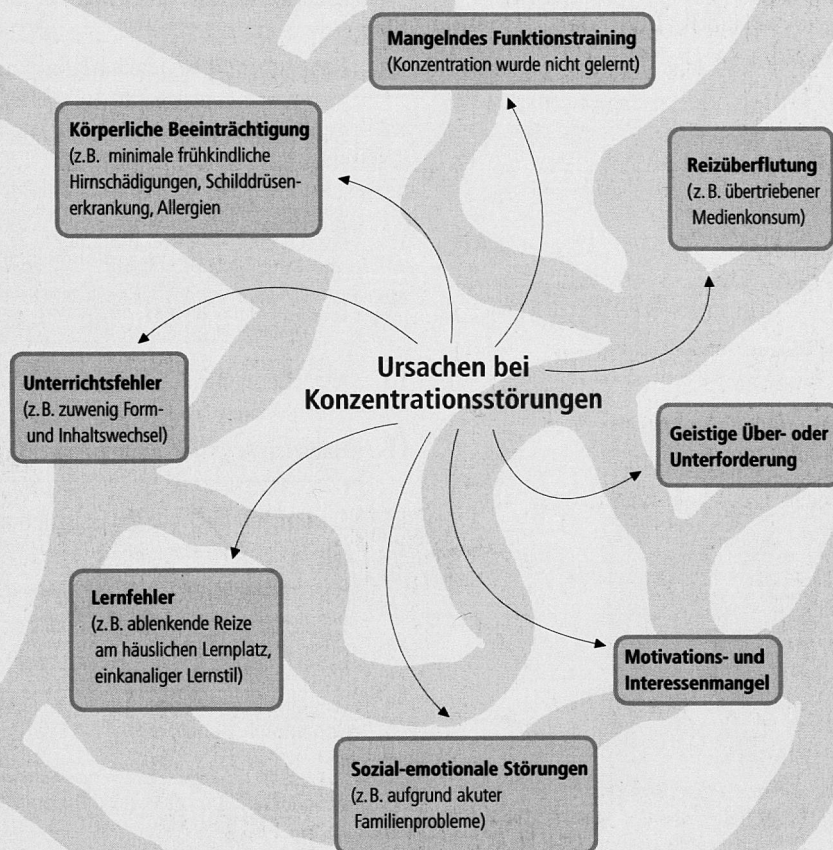 Mangelndes Funktionstraining
(Konzentration wurde nicht gelernt)
Körperliche Beeinträchtigung
(z.B. minimale frühkindliche
Hirnschädigungen, Schilddrüsen-
erkrankung, Allergien
Reizüberflutung
(z.B. übertriebener
Medienkonsum)
Ursachen bei
Konzentrationsstörungen
Unterrichtsfehler
(z.B. zuwenig Form-
und Inhaltswechsel)
Geistige Über- oder
Unterforderung
Lernfehler
(z.B. ablenkende Reize
am häuslichen Lernplatz,
einkanaliger Lernstil)
Motivations- und
Interessenmangel
Sozial-emotionale Störungen
(z.B. aufgrund akuter
Familienprobleme)